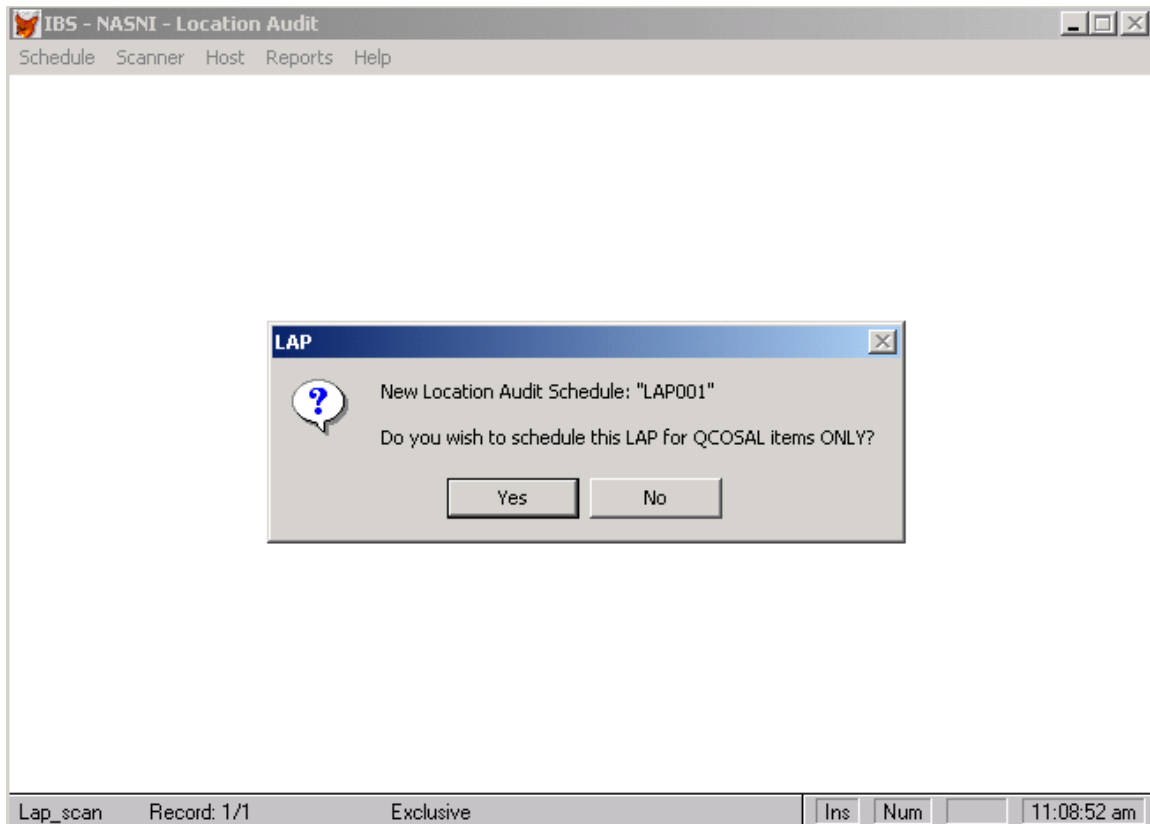 IBS - NASNI - Location Audit
Schedule Scanner Host Reports Help
LAP
?
New Location Audit Schedule: "LAP001"
Do you wish to schedule this LAP for QCOSAL items ONLY?
Yes No
Lap_scan Record: 1/1 Exclusive Ins Num 11:08:52 am